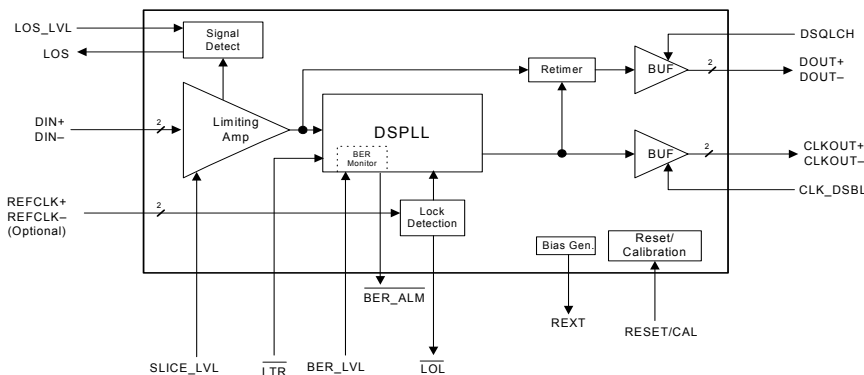 LOS_LVL
LOS
Signal
Detect
DSQLCH
BUF
2
DOUT+
DOUT–
Retimer
DIN+
DIN–
2
Limiting
Amp
DSPLL
BER
Monitor
BUF
2
CLKOUT+
CLKOUT–
CLK_DSBL
REFCLK+
REFCLK–
(Optional)
2
Lock
Detection
Bias Gen.
Reset/
Calibration
BER_ALM
REXT
RESET/CAL
SLICE_LVL
LTR
BER_LVL
LOL